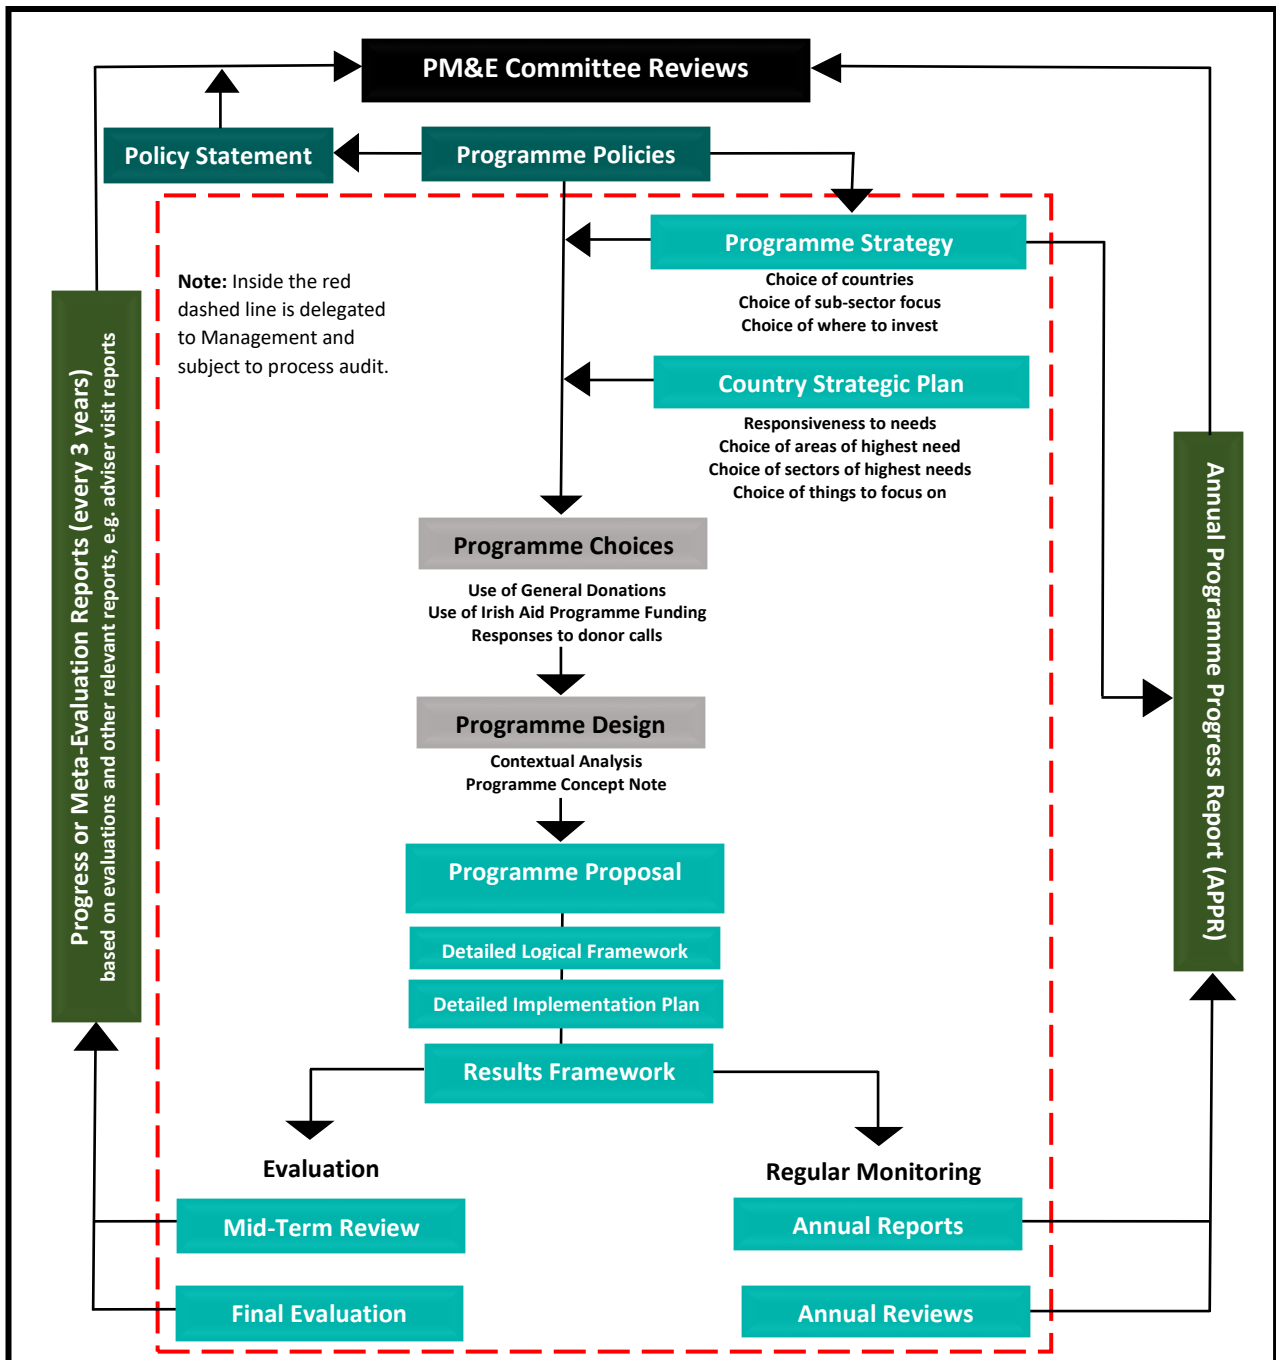 PM&E Committee Reviews
Policy Statement
Programme Policies
Programme Strategy
Choice of countries
Choice of sub-sector focus
Choice of where to invest
Note: Inside the red
dashed line is delegated
to Management and
subject to process audit.
Country Strategic Plan
Responsiveness to needs
Choice of areas of highest need
Choice of sectors of highest needs
Choice of things to focus on
Progress or Meta-Evaluation Reports (every 3 years)
based on evaluations and other relevant reports, e.g. adviser visit reports
Annual Programme Progress Report (APPR)
Programme Choices
Use of General Donations
Use of Irish Aid Programme Funding
Responses to donor calls
Programme Design
Contextual Analysis
Programme Concept Note
Programme Proposal
Detailed Logical Framework
Detailed Implementation Plan
Results Framework
Evaluation
Regular Monitoring
Mid-Term Review
Annual Reports
Final Evaluation
Annual Reviews